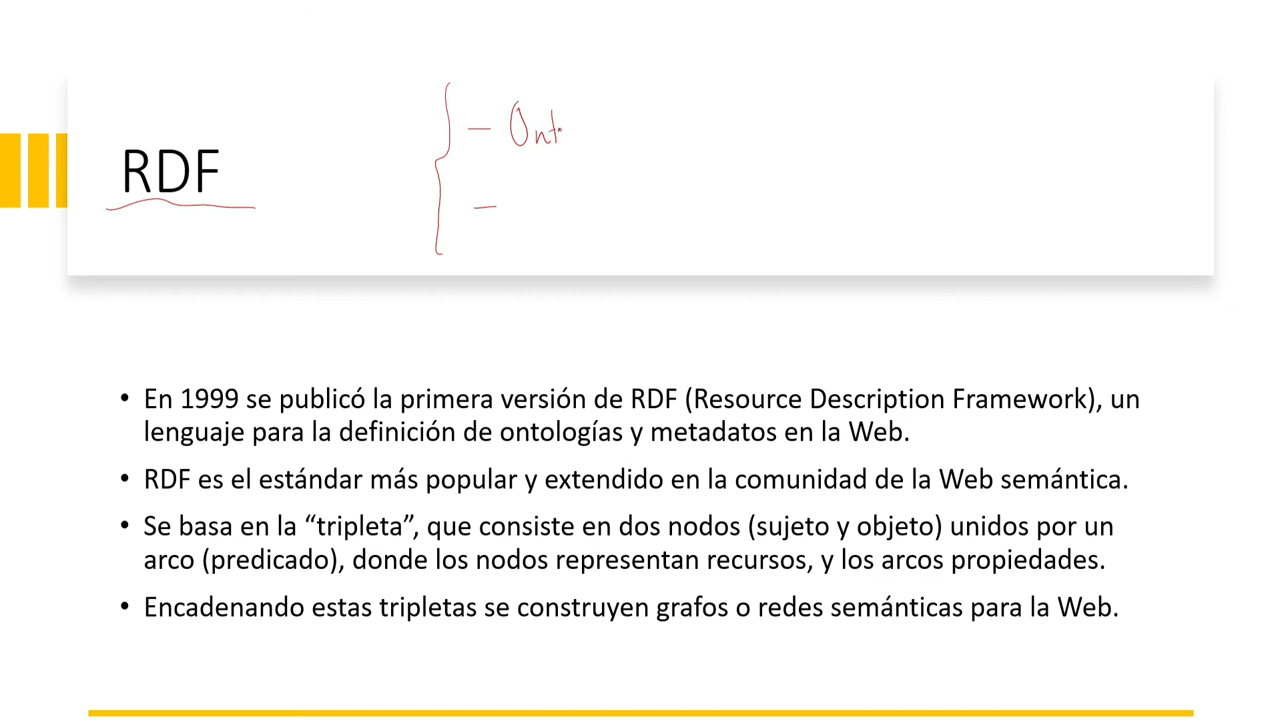 RDF
- Ont
-
• En 1999 se publicó la primera versión de RDF (Resource Description Framework), un
lenguaje para la definición de ontologías y metadatos en la Web.
• RDF es el estándar más popular y extendido en la comunidad de la Web semántica.
• Se basa en la “tripleta”, que consiste en dos nodos (sujeto y objeto) unidos por un
arco (predicado), donde los nodos representan recursos, y los arcos propiedades.
• Encadenando estas tripletas se construyen grafos o redes semánticas para la Web.